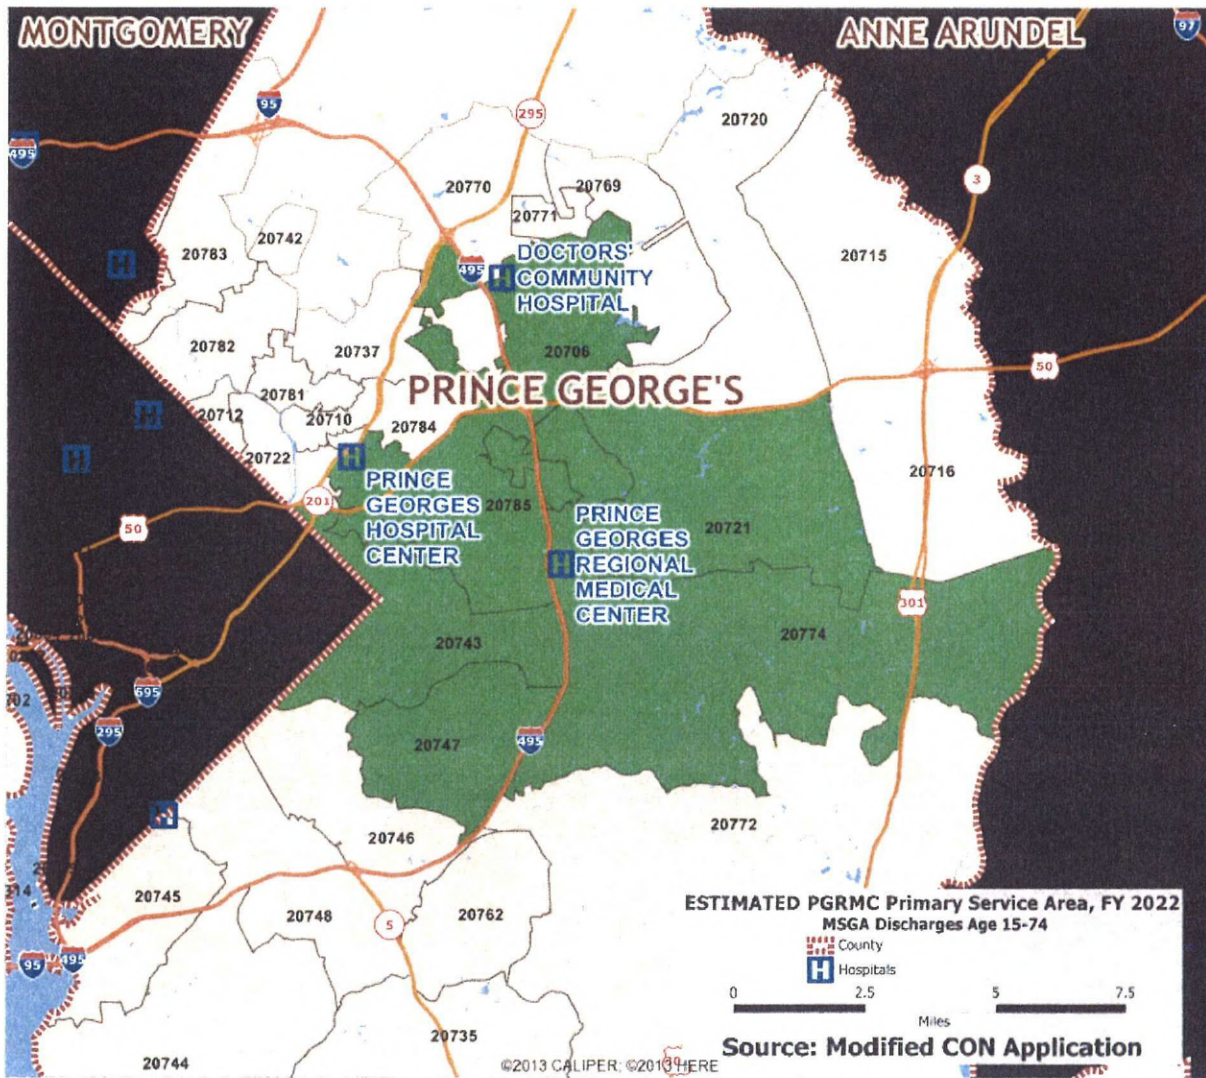 MONTGOMERY
ANNE ARUNDEL
97
95
295
495
20720
3
20770
20769
20771
20742
20783
495
DOCTORS'
COMMUNITY
HOSPITAL
20715
20782
20737
20706
50
PRINCE GEORGE'S
20781
20712
20710
20784
20722
PRINCE
GEORGES
HOSPITAL
CENTER
20716
201
50
20785
20721
PRINCE
GEORGES
REGIONAL
MEDICAL
CENTER
301
20743
20774
695
295
20747
495
20746
20772
20745
20748
5
20762
95
495
20735
20744
ESTIMATED PGRMC Primary Service Area, FY 2022
MSGA Discharges Age 15-74
County
H Hospitals
0 2.5 5 7.5
Miles
Source: Modified CON Application
©2013 CALIPER; ©2013 HERE